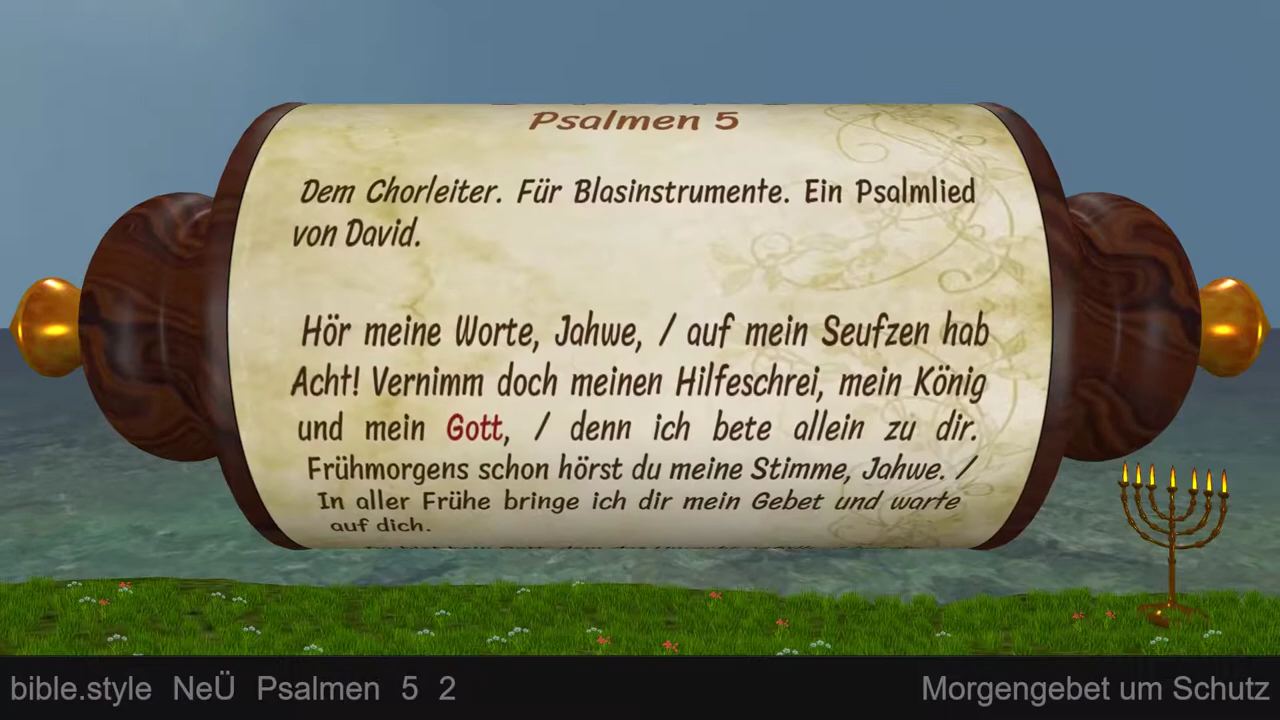 Psalmen 5
Dem Chorleiter. Für Blasinstrumente. Ein Psalmlied
von David.
Hör meine Worte, Jahwe, / auf mein Seufzen hab
Acht! Vernimm doch meinen Hilfeschrei, mein König
und mein Gott, / denn ich bete allein zu dir.
Frühmorgens schon hörst du meine Stimme, Jahwe. /
In aller Frühe bringe ich dir mein Gebet und warte
auf dich.
bible.style NeÜ Psalmen 5 2
Morgengebet um Schutz